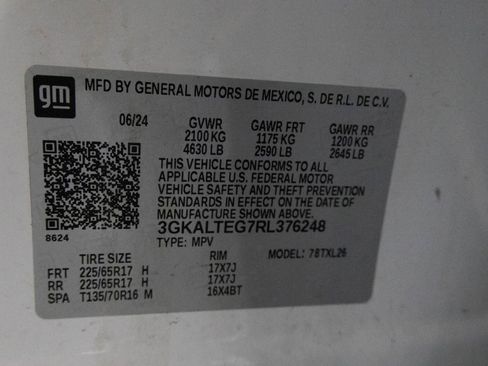 gm
MFD BY GENERAL MOTORS DE MEXICO, S. DE R.L. DE C.V.
06/24 GVWR GAWR FRT GAWR RR
2100 KG 1175 KG 1200 KG
4630 LB 2590 LB 2645 LB
THIS VEHICLE CONFORMS TO ALL
APPLICABLE U.S. FEDERAL MOTOR
VEHICLE SAFETY AND THEFT PREVENTION
STANDARDS IN EFFECT ON THE DATE OF
MANUFACTURE SHOWN ABOVE.
8624 3GKALTEG7RL376248
TYPE: MPV MODEL: 78TXL26
TIRE SIZE RIM
FRT 225/65R17 H 17X7J
RR 225/65R17 H 17X7J
SPA T135/70R16 M 16X4BT